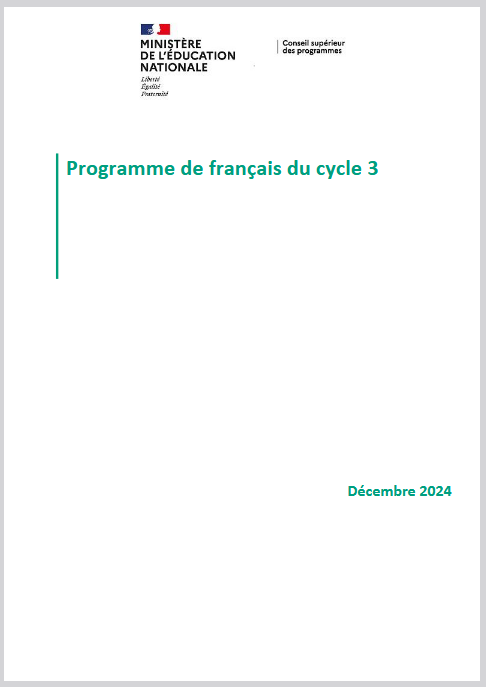 MINISTÈRE
DE L'ÉDUCATION
NATIONALE
Liberté
Égalité
Fraternité
Conseil supérieur
des programmes
Programme de français du cycle 3
Décembre 2024